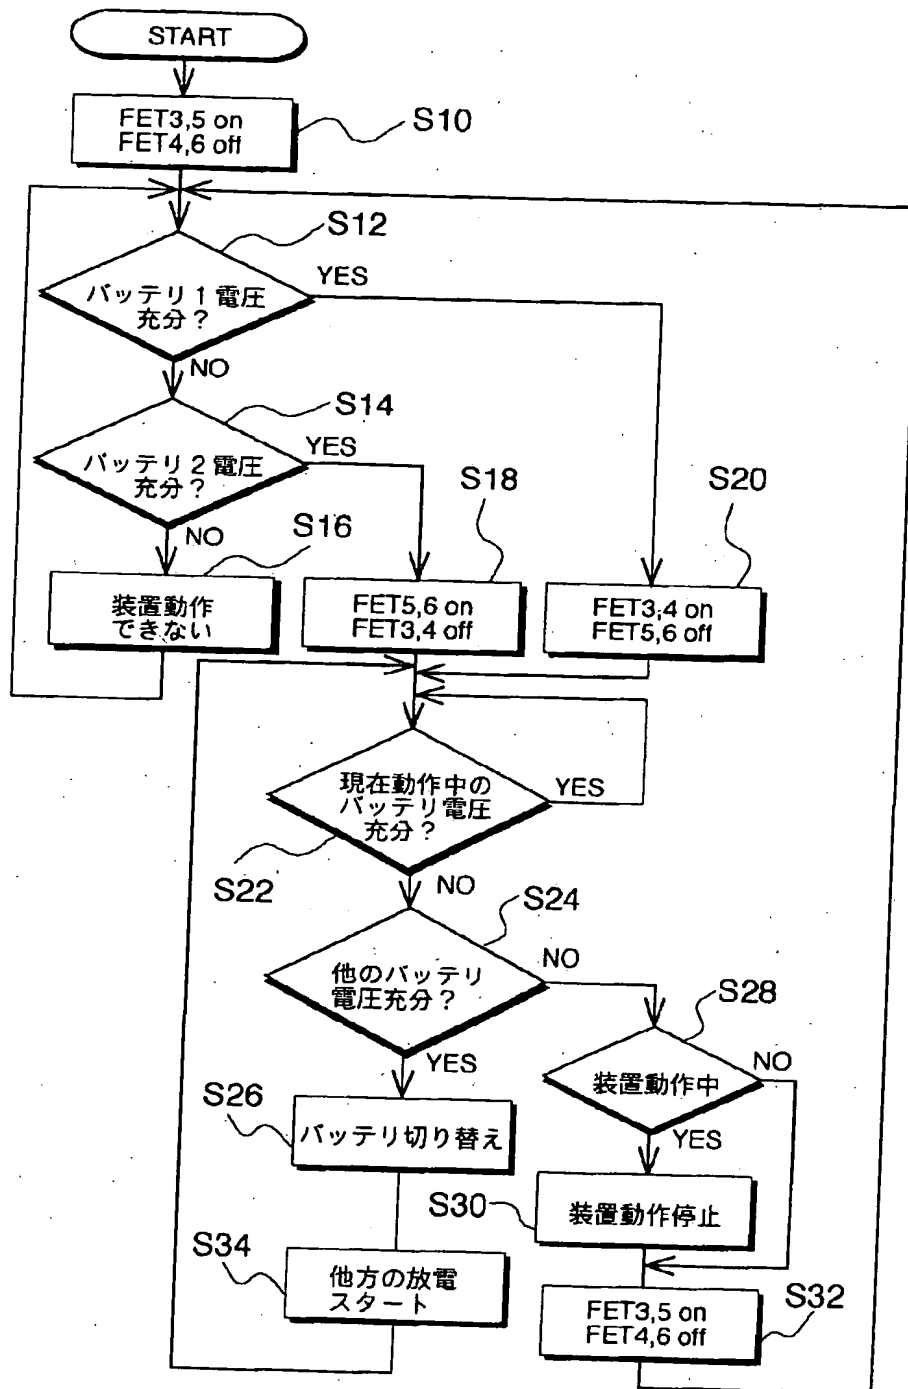 START
FET3,5 on
FET4,6 off
S10
S12
YES
バッテリ1電圧
充分?
NO
S14
YES
バッテリ2電圧
充分?
NO
S16
S18
S20
装置動作
できない
FET5,6 on
FET3,4 off
FET3,4 on
FET5,6 off
現在動作中の
バッテリ電圧
充分?
YES
S22
NO
S24
NO
他のバッテリ
電圧充分?
S28
YES
NO
装置動作中
S26
バッテリ切り替え
YES
S30
装置動作停止
S34
他方の放電
スタート
S32
FET3,5 on
FET4,6 off